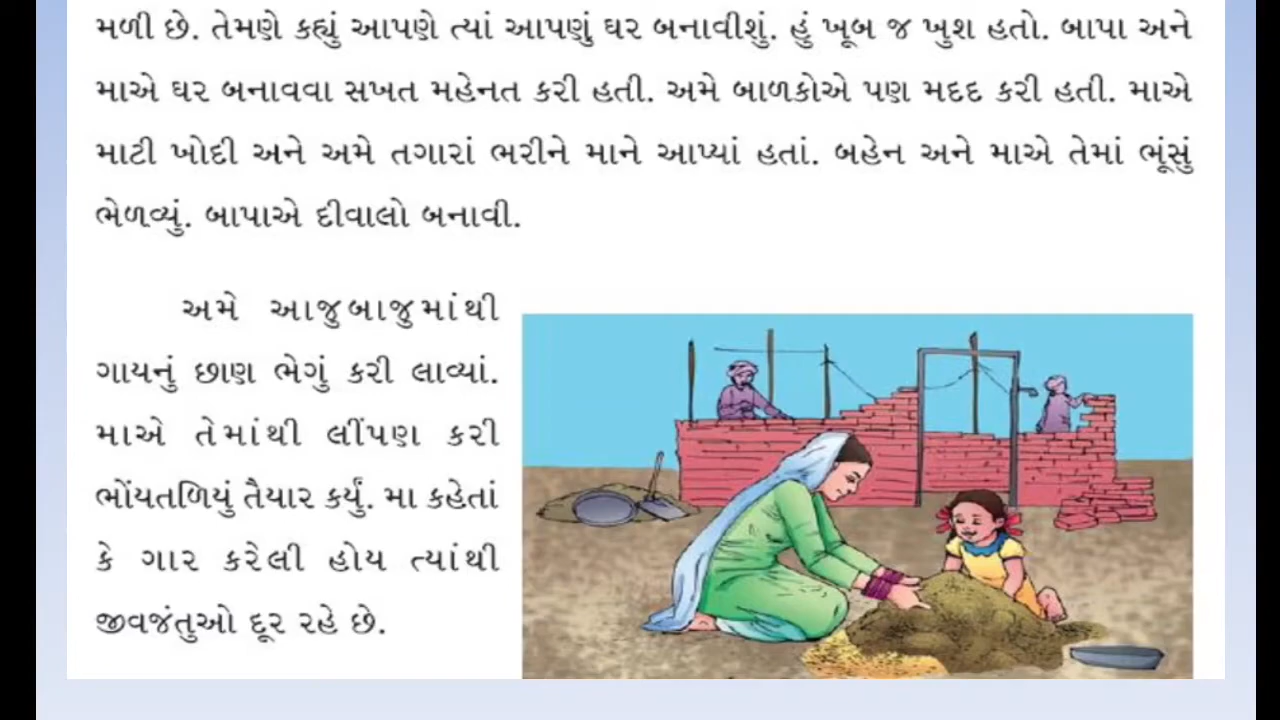 મળી છે. તેમણે કહ્યું આપણે ત્યાં આપણું ઘર બનાવીશું. હું ખૂબ જ ખુશ હતો. બાપા અને
માએ ઘર બનાવવા સખત મહેનત કરી હતી. અમે બાળકોએ પણ મદદ કરી હતી. માએ
માટી ખોદી અને અમે તગારાં ભરીને માને આપ્યાં હતાં. બહેન અને માએ તેમાં ભૂંસું
ભેળવ્યું. બાપાએ દીવાલો બનાવી.
અમે આજુબાજુમાંથી
ગાયનું છાણ ભેગું કરી લાવ્યાં.
માએ તેમાંથી લીંપણ કરી
ભોંયતળિયું તૈયાર કર્યું. મા કહેતાં
કે ગાર કરેલી હોય ત્યાંથી
જીવજંતુઓ દૂર રહે છે.